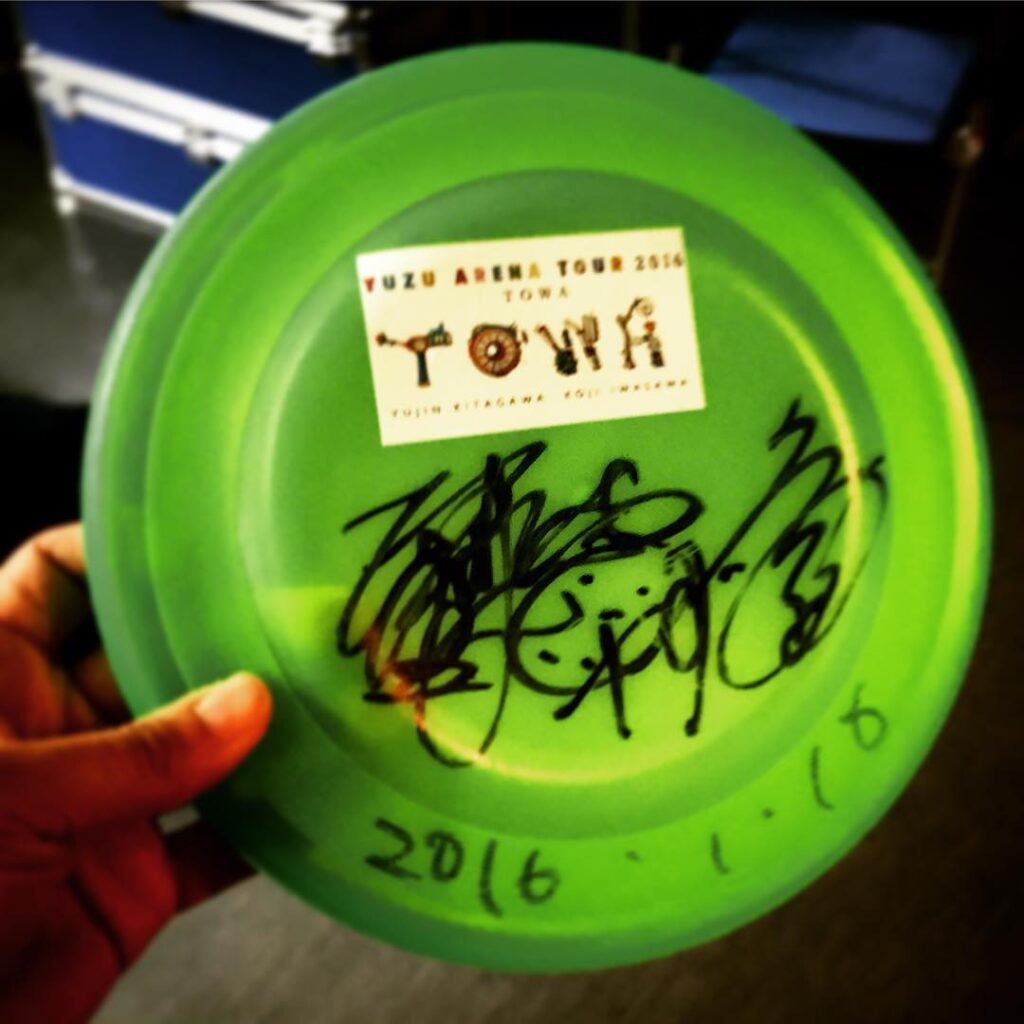 YUZU ARENA TOUR 2016
TOWA
TOWA
YUJIN KITAGAWA KOJI IWASAWA
2016.1.18